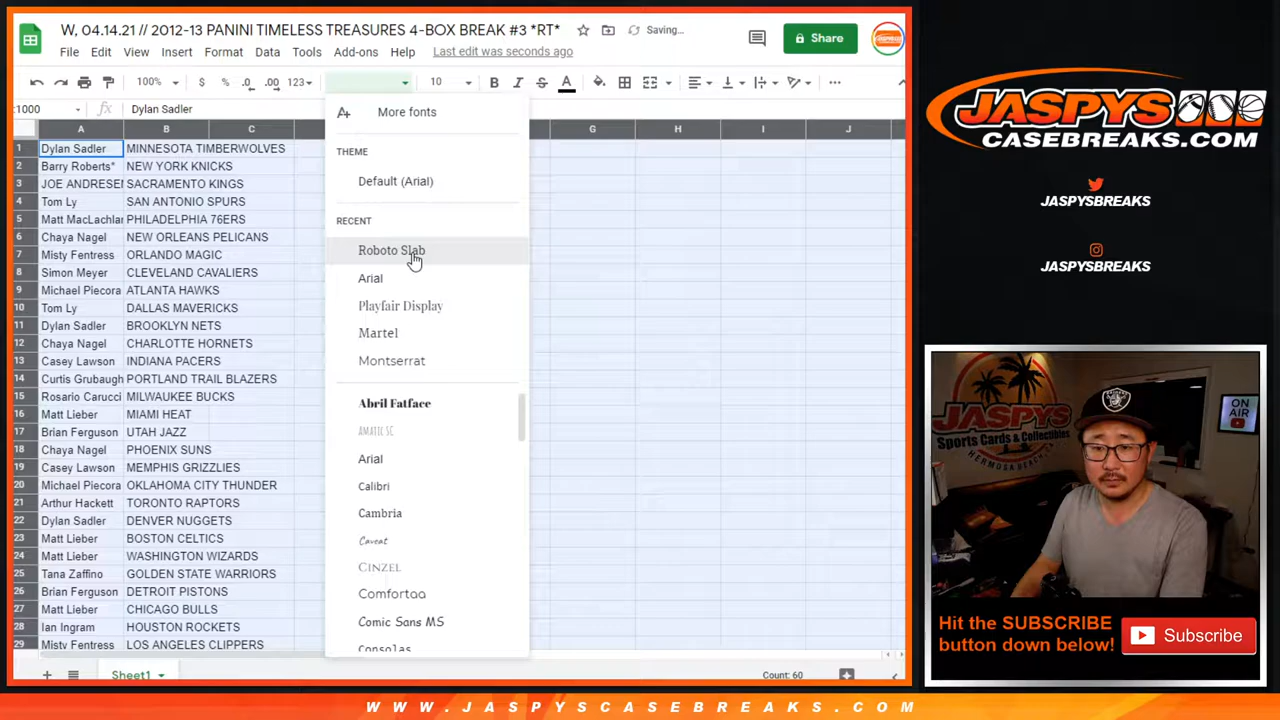 W, 04.14.21 // 2012-13 PANINI TIMELESS TREASURES 4-BOX BREAK #3 *RT*
Saving…
File Edit View Insert Format Data Tools Add-ons Help Last edit was seconds ago
Share
100% $ % .0 .00 123 10 B I S A
:1000 fx Dylan Sadler
A B C G H I J
1 Dylan Sadler MINNESOTA TIMBERWOLVES
2 Barry Roberts* NEW YORK KNICKS
3 JOE ANDRESEN SACRAMENTO KINGS
4 Tom Ly SAN ANTONIO SPURS
5 Matt MacLachlan PHILADELPHIA 76ERS
6 Chaya Nagel NEW ORLEANS PELICANS
7 Misty Fentress ORLANDO MAGIC
8 Simon Meyer CLEVELAND CAVALIERS
9 Michael Piecora ATLANTA HAWKS
10 Tom Ly DALLAS MAVERICKS
11 Dylan Sadler BROOKLYN NETS
12 Chaya Nagel CHARLOTTE HORNETS
13 Casey Lawson INDIANA PACERS
14 Curtis Grubaugh PORTLAND TRAIL BLAZERS
15 Rosario Carucci MILWAUKEE BUCKS
16 Matt Lieber MIAMI HEAT
17 Brian Ferguson UTAH JAZZ
18 Chaya Nagel PHOENIX SUNS
19 Casey Lawson MEMPHIS GRIZZLIES
20 Michael Piecora OKLAHOMA CITY THUNDER
21 Arthur Hackett TORONTO RAPTORS
22 Dylan Sadler DENVER NUGGETS
23 Matt Lieber BOSTON CELTICS
24 Matt Lieber WASHINGTON WIZARDS
25 Tana Zaffino GOLDEN STATE WARRIORS
26 Brian Ferguson DETROIT PISTONS
27 Matt Lieber CHICAGO BULLS
28 Ian Ingram HOUSTON ROCKETS
29 Misty Fentress LOS ANGELES CLIPPERS
More fonts
THEME
Default (Arial)
RECENT
Roboto Slab
Arial
Playfair Display
Martel
Montserrat
Abril Fatface
AMATIC SC
Arial
Calibri
Cambria
Caveat
CINZEL
Comfortaa
Comic Sans MS
Consolas
Sheet1
Count: 60
JASPYS
CASEBREAKS.COM
JASPYSBREAKS
JASPYSBREAKS
JASPYS
Sports Cards & Collectibles
HERMOSA BEACH,
ON
AIR
Hit the SUBSCRIBE
button down below!
Subscribe
WWW.JASPYSCASEBREAKS.COM